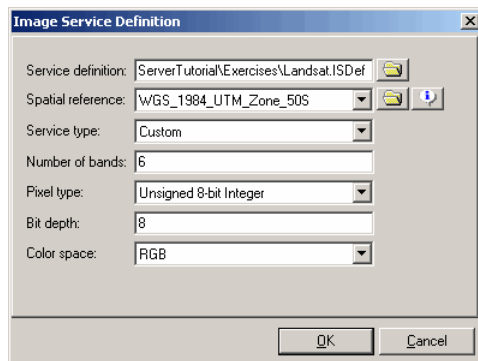 Image Service Definition
Service definition: ServerTutorial\Exercises\Landsat.ISDef
Spatial reference: WGS_1984_UTM_Zone_50S
Service type: Custom
Number of bands: 6
Pixel type: Unsigned 8-bit Integer
Bit depth: 8
Color space: RGB
OK Cancel